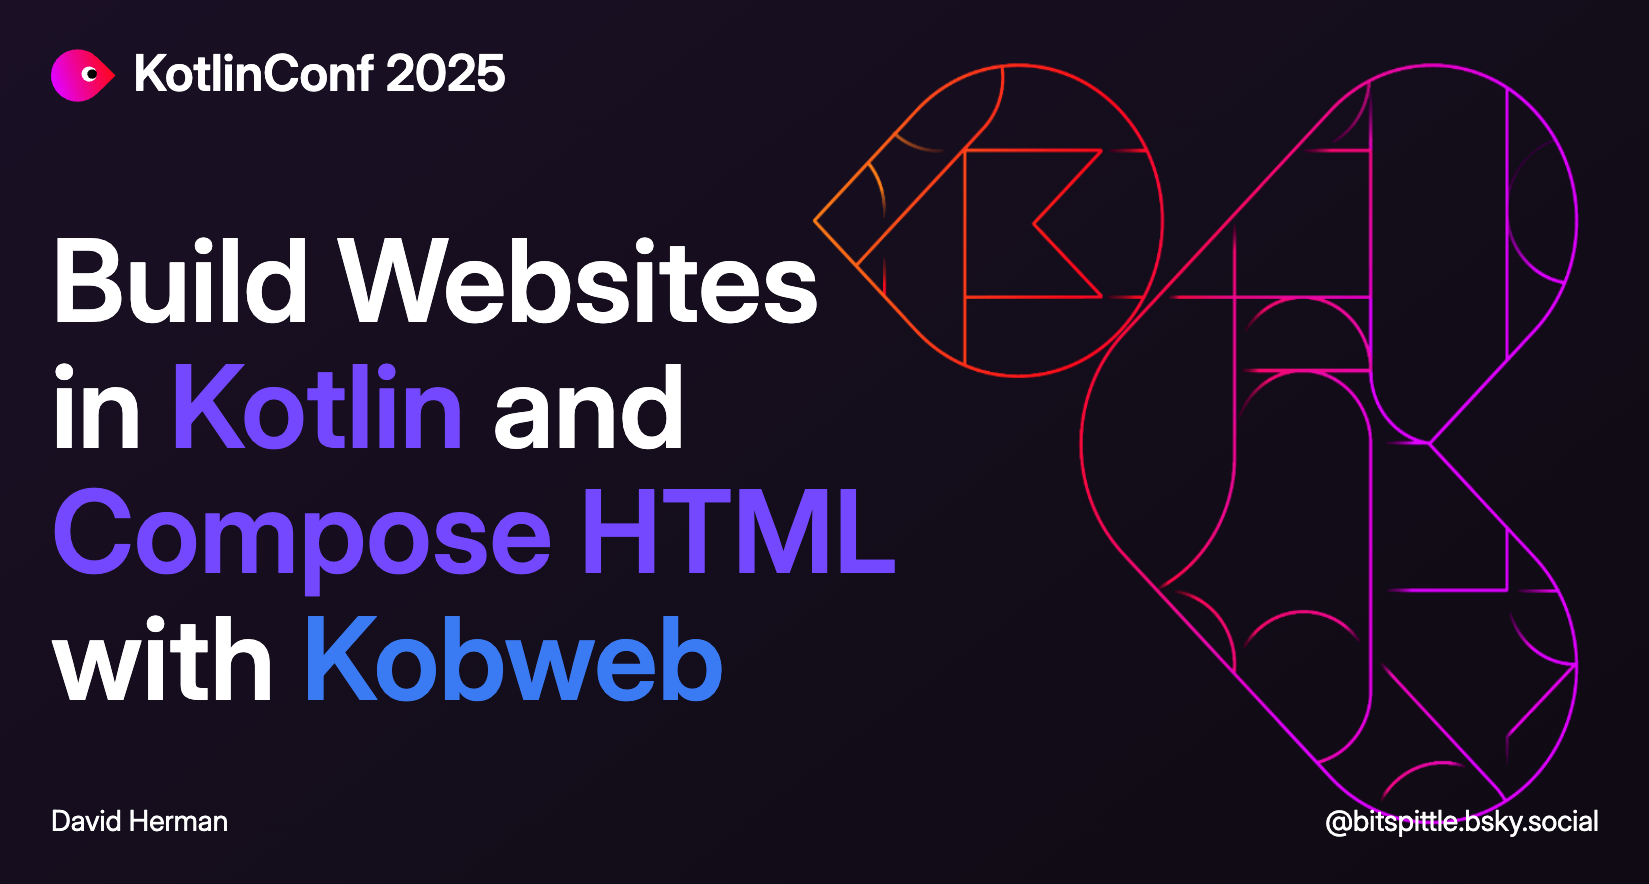 KotlinConf 2025
Build Websites
in Kotlin and
Compose HTML
with Kobweb
David Herman
@bitspittle.bsky.social